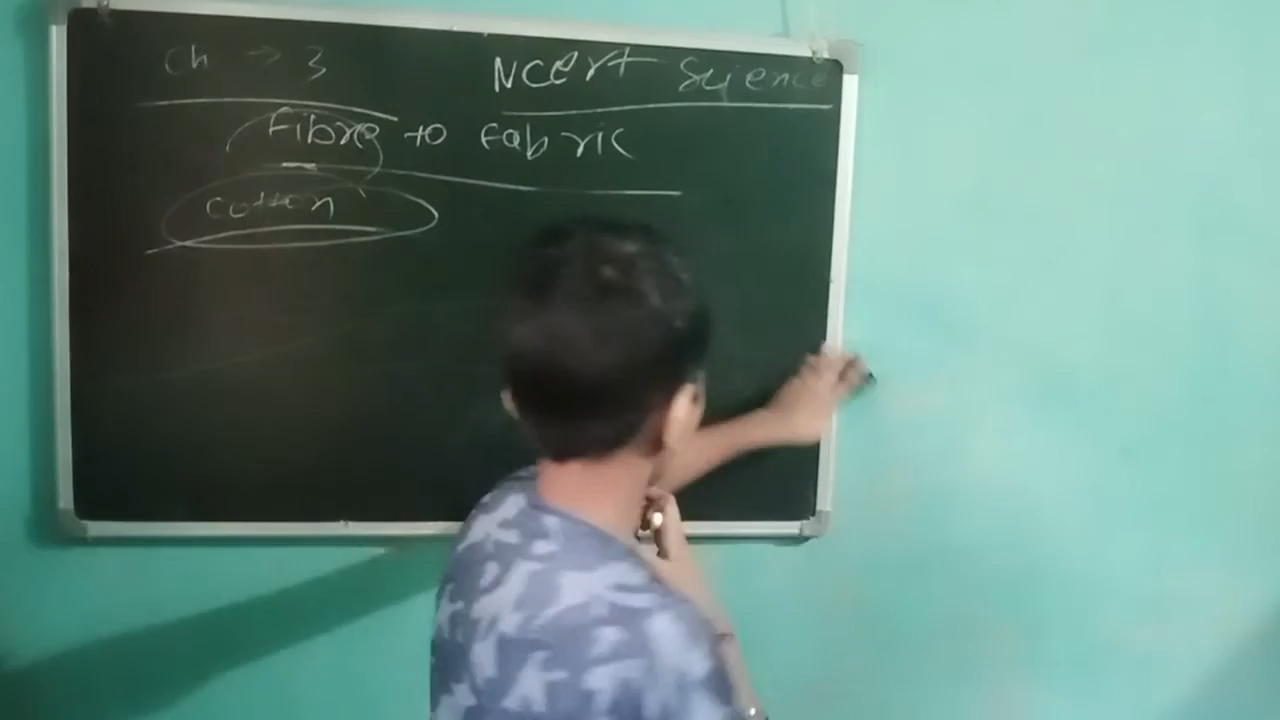 Ch → 3
NCert Science
Fibre to Fabric
cotton